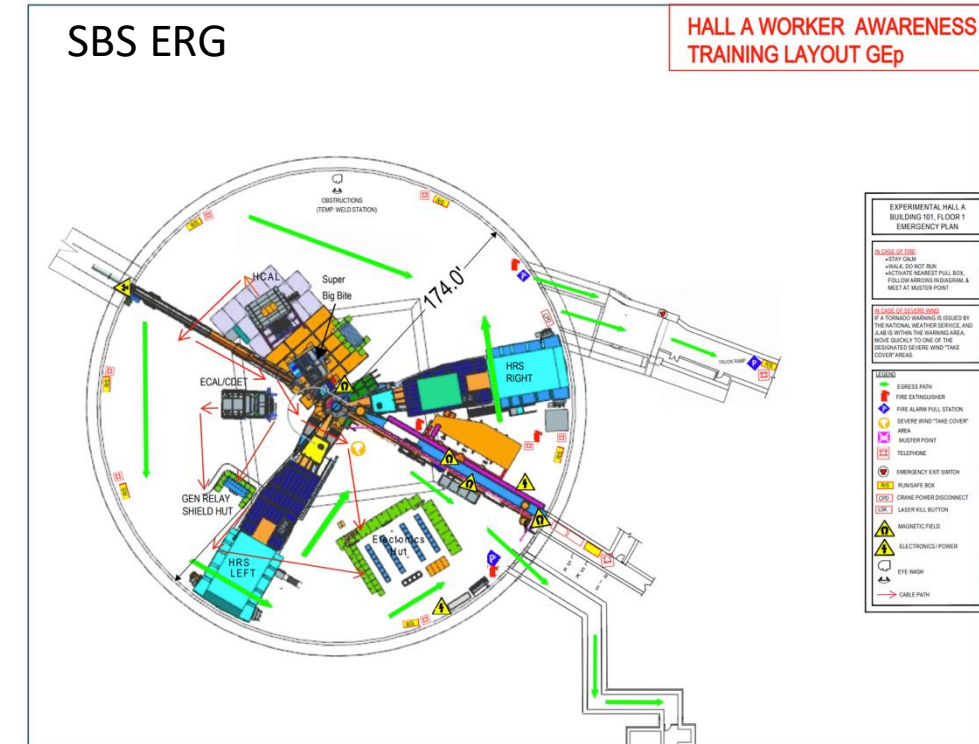 SBS ERG
HALL A WORKER AWARENESS
TRAINING LAYOUT GEp
OBSTRUCTIONS
(TEMP. WELD STATION)
R/S
R/S
HCAL
Super
Big Bite
174.0'
CPD
TRUCK RAMP
R/S
HRS
RIGHT
R/S
ECAL/CDET
R/S
R/S
GEN RELAY
SHIELD HUT
Electonics
Hut
HRS
LEFT
R/S
EXPERIMENTAL HALL A
BUILDING 101, FLOOR 1
EMERGENCY PLAN
IN CASE OF FIRE:
•STAY CALM
•WALK, DO NOT RUN
•ACTIVATE NEAREST PULL BOX,
FOLLOW ARROWS IN DIAGRAM, &
MEET AT MUSTER POINT
IN CASE OF SEVERE WIND:
IF A TORNADO WARNING IS ISSUED BY
THE NATIONAL WEATHER SERVICE, AND
JLAB IS WITHIN THE WARNING AREA,
MOVE QUICKLY TO ONE OF THE
DESIGNATED SEVERE WIND "TAKE
COVER" AREAS.
LEGEND
EGRESS PATH
FIRE EXTINGUISHER
P FIRE ALARM PULL STATION
SEVERE WIND "TAKE COVER"
AREA
MUSTER POINT
TELEPHONE
EMERGENCY EXIT SWITCH
R/S RUN/SAFE BOX
CPD CRANE POWER DISCONNECT
LSK LASER KILL BUTTON
MAGNETIC FIELD
ELECTRONICS / POWER
EYE WASH
CABLE PATH